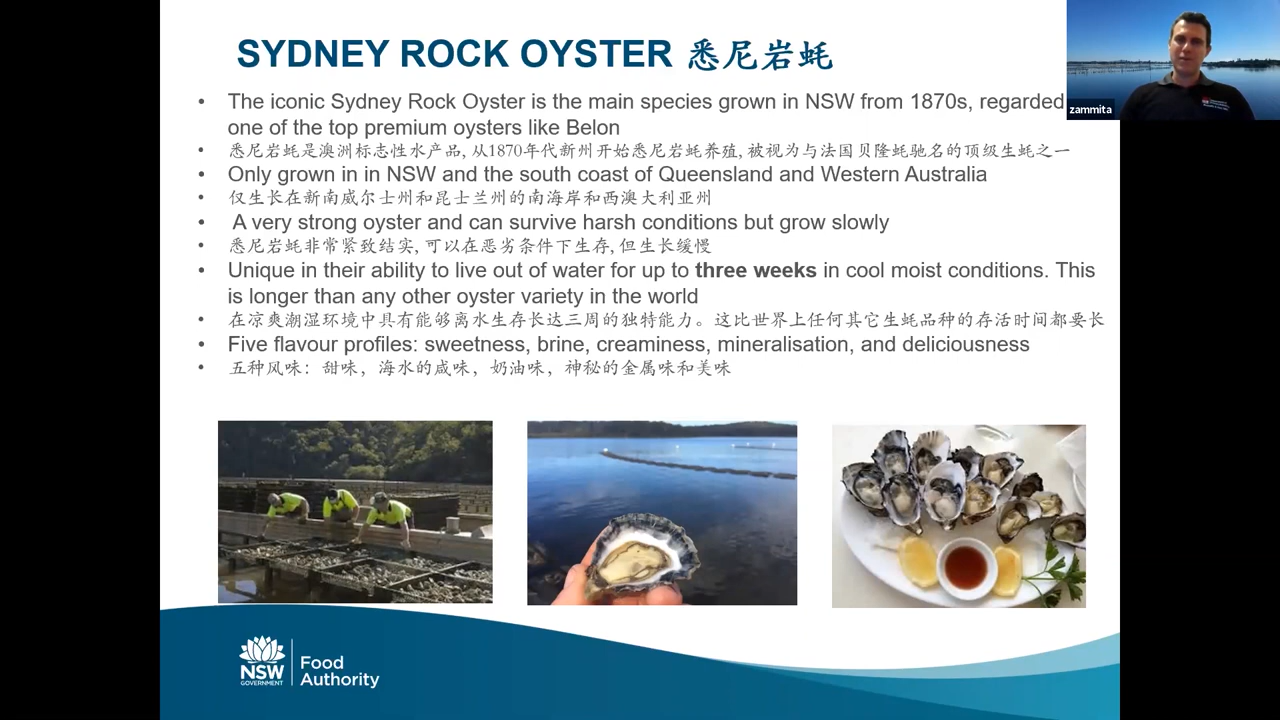 SYDNEY ROCK OYSTER 悉尼岩蚝
zammita
• The iconic Sydney Rock Oyster is the main species grown in NSW from 1870s, regarded
one of the top premium oysters like Belon
• 悉尼岩蚝是澳洲标志性水产品, 从1870年代新州开始悉尼岩蚝养殖, 被视为与法国贝隆蚝驰名的顶级生蚝之一
• Only grown in in NSW and the south coast of Queensland and Western Australia
• 仅生长在新南威尔士州和昆士兰州的南海岸和西澳大利亚州
• A very strong oyster and can survive harsh conditions but grow slowly
• 悉尼岩蚝非常紧致结实, 可以在恶劣条件下生存, 但生长缓慢
• Unique in their ability to live out of water for up to three weeks in cool moist conditions. This
is longer than any other oyster variety in the world
• 在凉爽潮湿环境中具有能够离水生存长达三周的独特能力。这比世界上任何其它生蚝品种的存活时间都要长
• Five flavour profiles: sweetness, brine, creaminess, mineralisation, and deliciousness
• 五种风味：甜味，海水的咸味，奶油味，神秘的金属味和美味
NSW
GOVERNMENT
Food
Authority